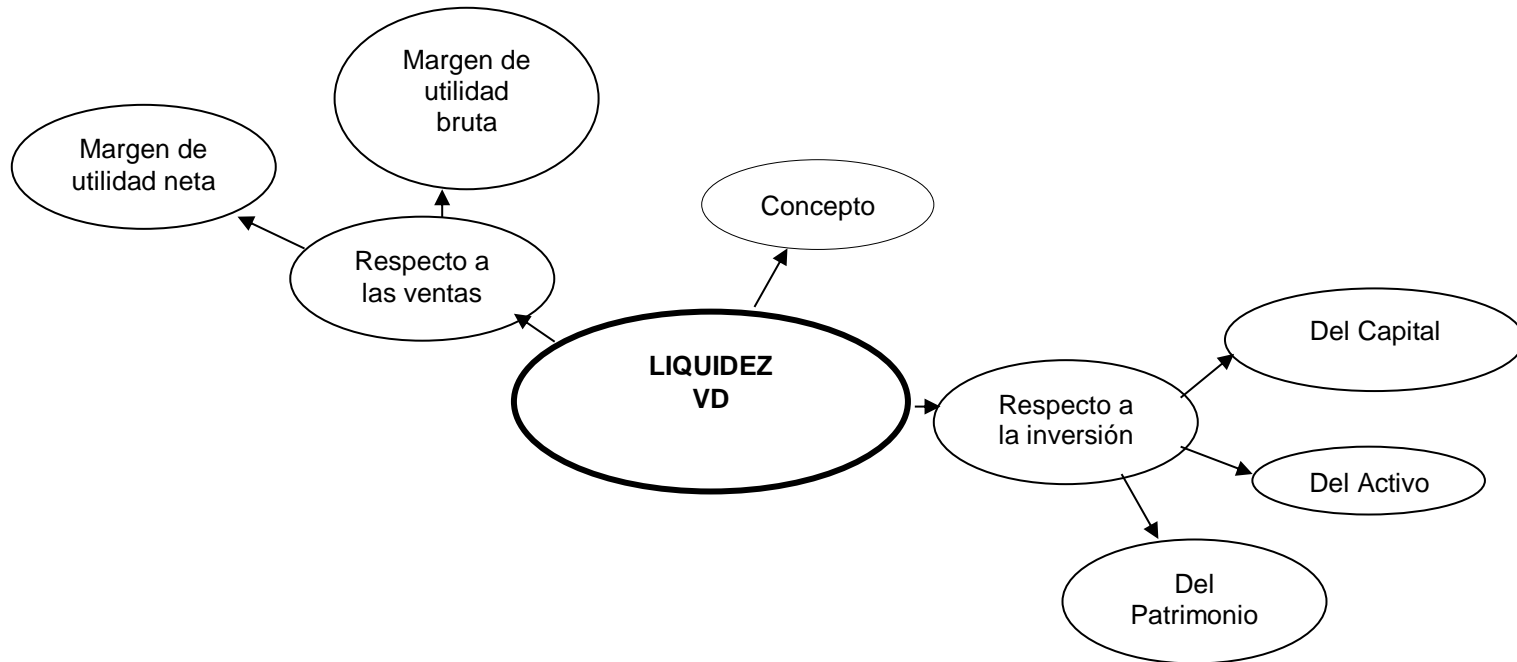 Margen de
utilidad
bruta
Margen de
utilidad neta
Concepto
Respecto a
las ventas
LIQUIDEZ
VD
Del Capital
Respecto a
la inversión
Del Activo
Del
Patrimonio